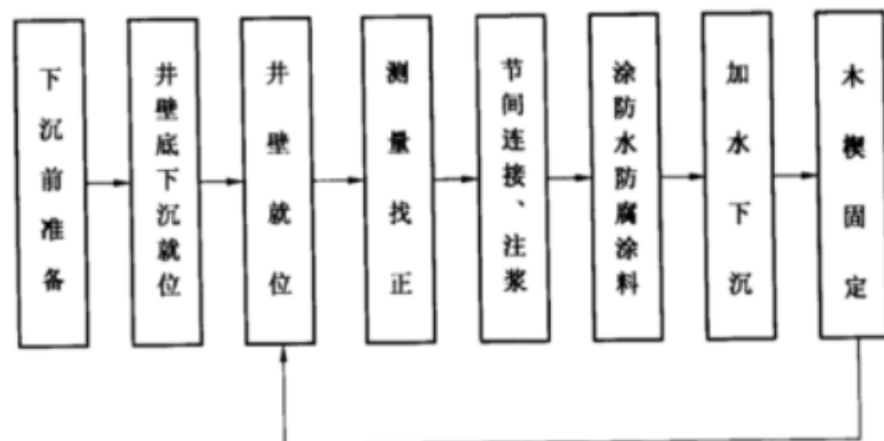 下沉前准备
井壁底下沉就位
井壁就位
测量找正
节间连接、注浆
涂防水防腐涂料
加水下沉
木楔固定